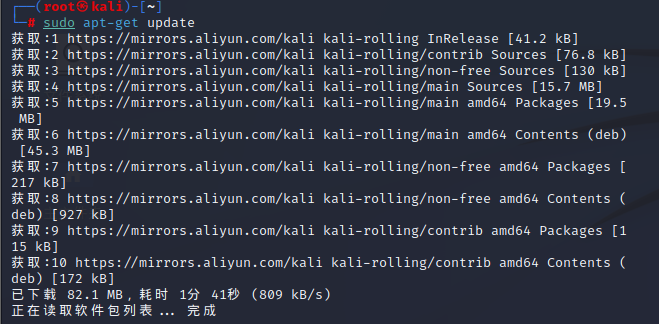 ┌──(root㉿kali)-[~]
└─# sudo apt-get update
获取:1 https://mirrors.aliyun.com/kali kali-rolling InRelease [41.2 kB]
获取:2 https://mirrors.aliyun.com/kali kali-rolling/contrib Sources [76.8 kB]
获取:3 https://mirrors.aliyun.com/kali kali-rolling/non-free Sources [130 kB]
获取:4 https://mirrors.aliyun.com/kali kali-rolling/main Sources [15.7 MB]
获取:5 https://mirrors.aliyun.com/kali kali-rolling/main amd64 Packages [19.5
 MB]
获取:6 https://mirrors.aliyun.com/kali kali-rolling/main amd64 Contents (deb)
 [45.3 MB]
获取:7 https://mirrors.aliyun.com/kali kali-rolling/non-free amd64 Packages [
217 kB]
获取:8 https://mirrors.aliyun.com/kali kali-rolling/non-free amd64 Contents (
deb) [927 kB]
获取:9 https://mirrors.aliyun.com/kali kali-rolling/contrib amd64 Packages [1
15 kB]
获取:10 https://mirrors.aliyun.com/kali kali-rolling/contrib amd64 Contents (
deb) [172 kB]
已下载 82.1 MB,耗时 1分 41秒 (809 kB/s)
正在读取软件包列表... 完成